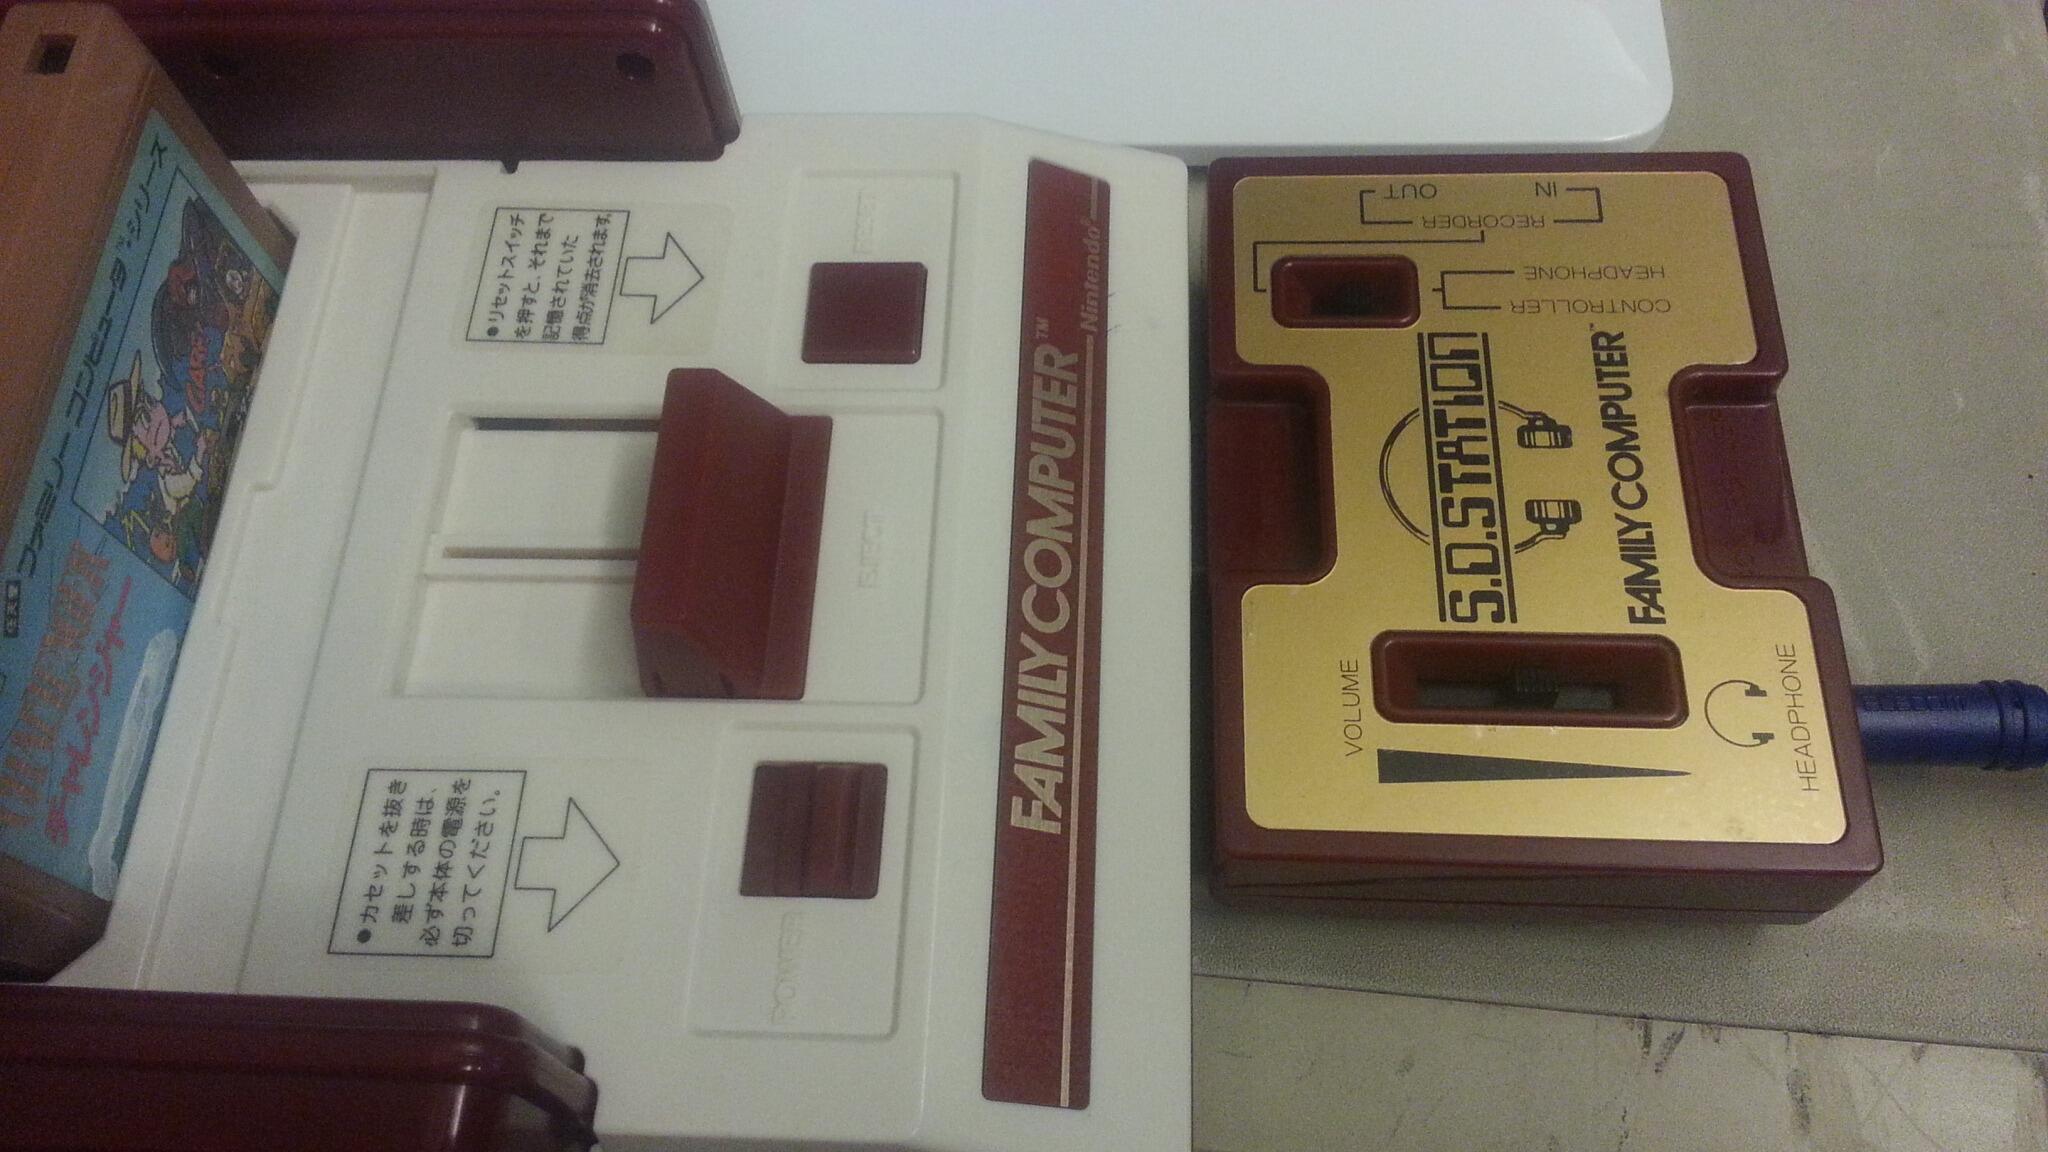 ファミリー コンピュータ™シリーズ
ダートレンジャー
●リセットスイッチ
を押すと、それまで
記憶されていた
得点が消去されます。
●カセットを抜き
差しする時は、
必ず本体の電源を
切ってください。
RESET
EJECT
POWER
FAMILY COMPUTER™
Nintendo®
IN
OUT
RECORDER
HEADPHONE
CONTROLLER
S.D.STATION
FAMILY COMPUTER™
VOLUME
HEADPHONE